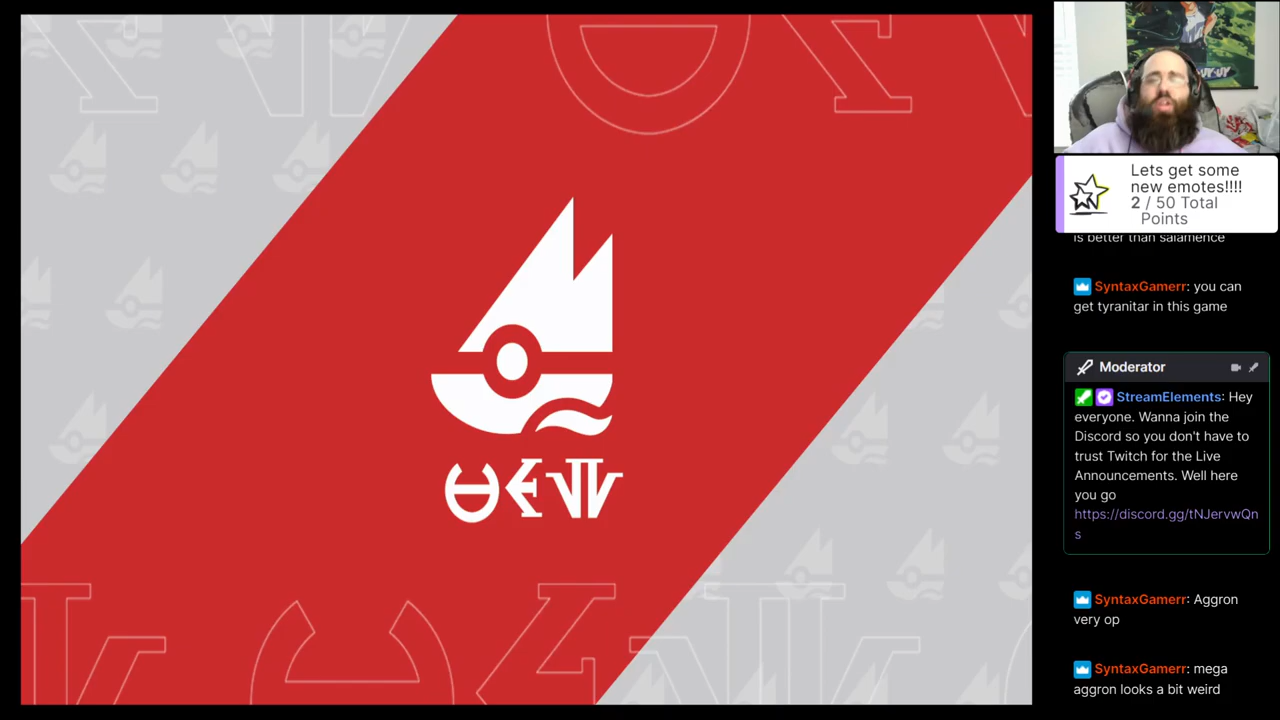 UY-UY
Lets get some
new emotes!!!!
2 / 50 Total
Points
is better than salamence
SyntaxGamerr: you can
get tyranitar in this game
Moderator
StreamElements: Hey
everyone. Wanna join the
Discord so you don't have to
trust Twitch for the Live
Announcements. Well here
you go
https://discord.gg/tNJervwQn
s
SyntaxGamerr: Aggron
very op
SyntaxGamerr: mega
aggron looks a bit weird